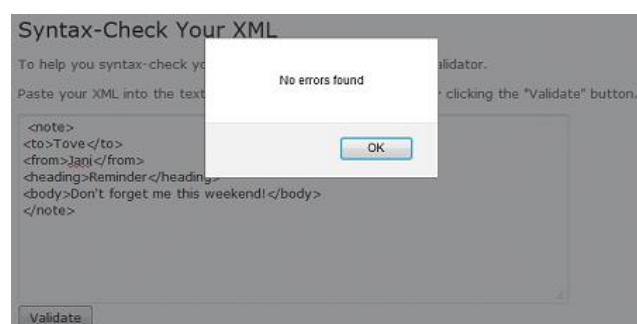 Syntax-Check Your XML
To help you syntax-check yo
alidator.
Paste your XML into the text
clicking the "Validate" button.
No errors found
OK
<note>
<to>Tove</to>
<from>Jani</from>
<heading>Reminder</heading>
<body>Don't forget me this weekend!</body>
</note>
Validate